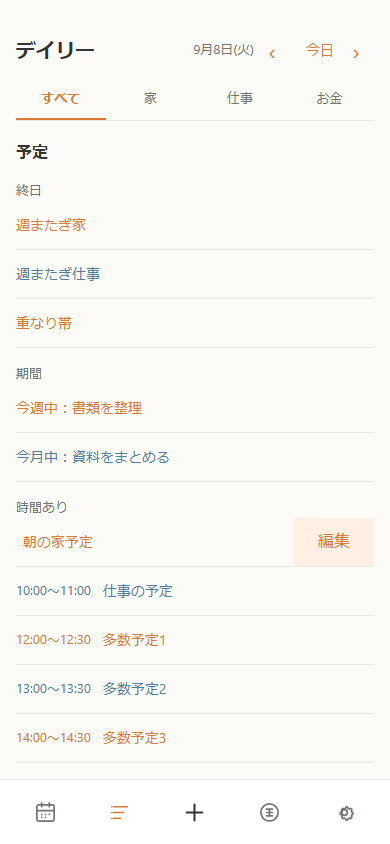 デイリー 9月8日(火) ‹ 今日 ›
すべて 家 仕事 お金
予定
終日
週またぎ家
週またぎ仕事
重なり帯
期間
今週中：書類を整理
今月中：資料をまとめる
時間あり
朝の家予定 編集
10:00〜11:00 仕事の予定
12:00〜12:30 多数予定1
13:00〜13:30 多数予定2
14:00〜14:30 多数予定3